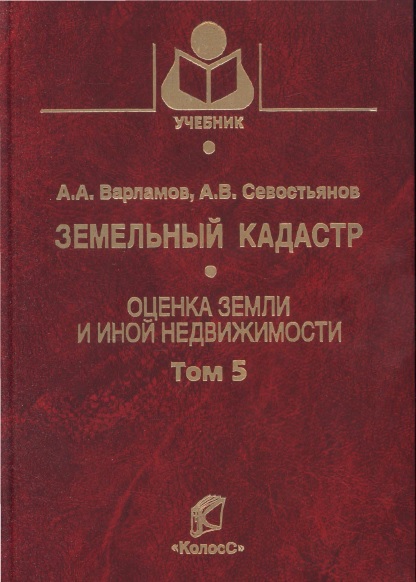 УЧЕБНИК
А.А. Варламов, А.В. Севостьянов
ЗЕМЕЛЬНЫЙ КАДАСТР
ОЦЕНКА ЗЕМЛИ
И ИНОЙ НЕДВИЖИМОСТИ
Том 5
«КолосС»